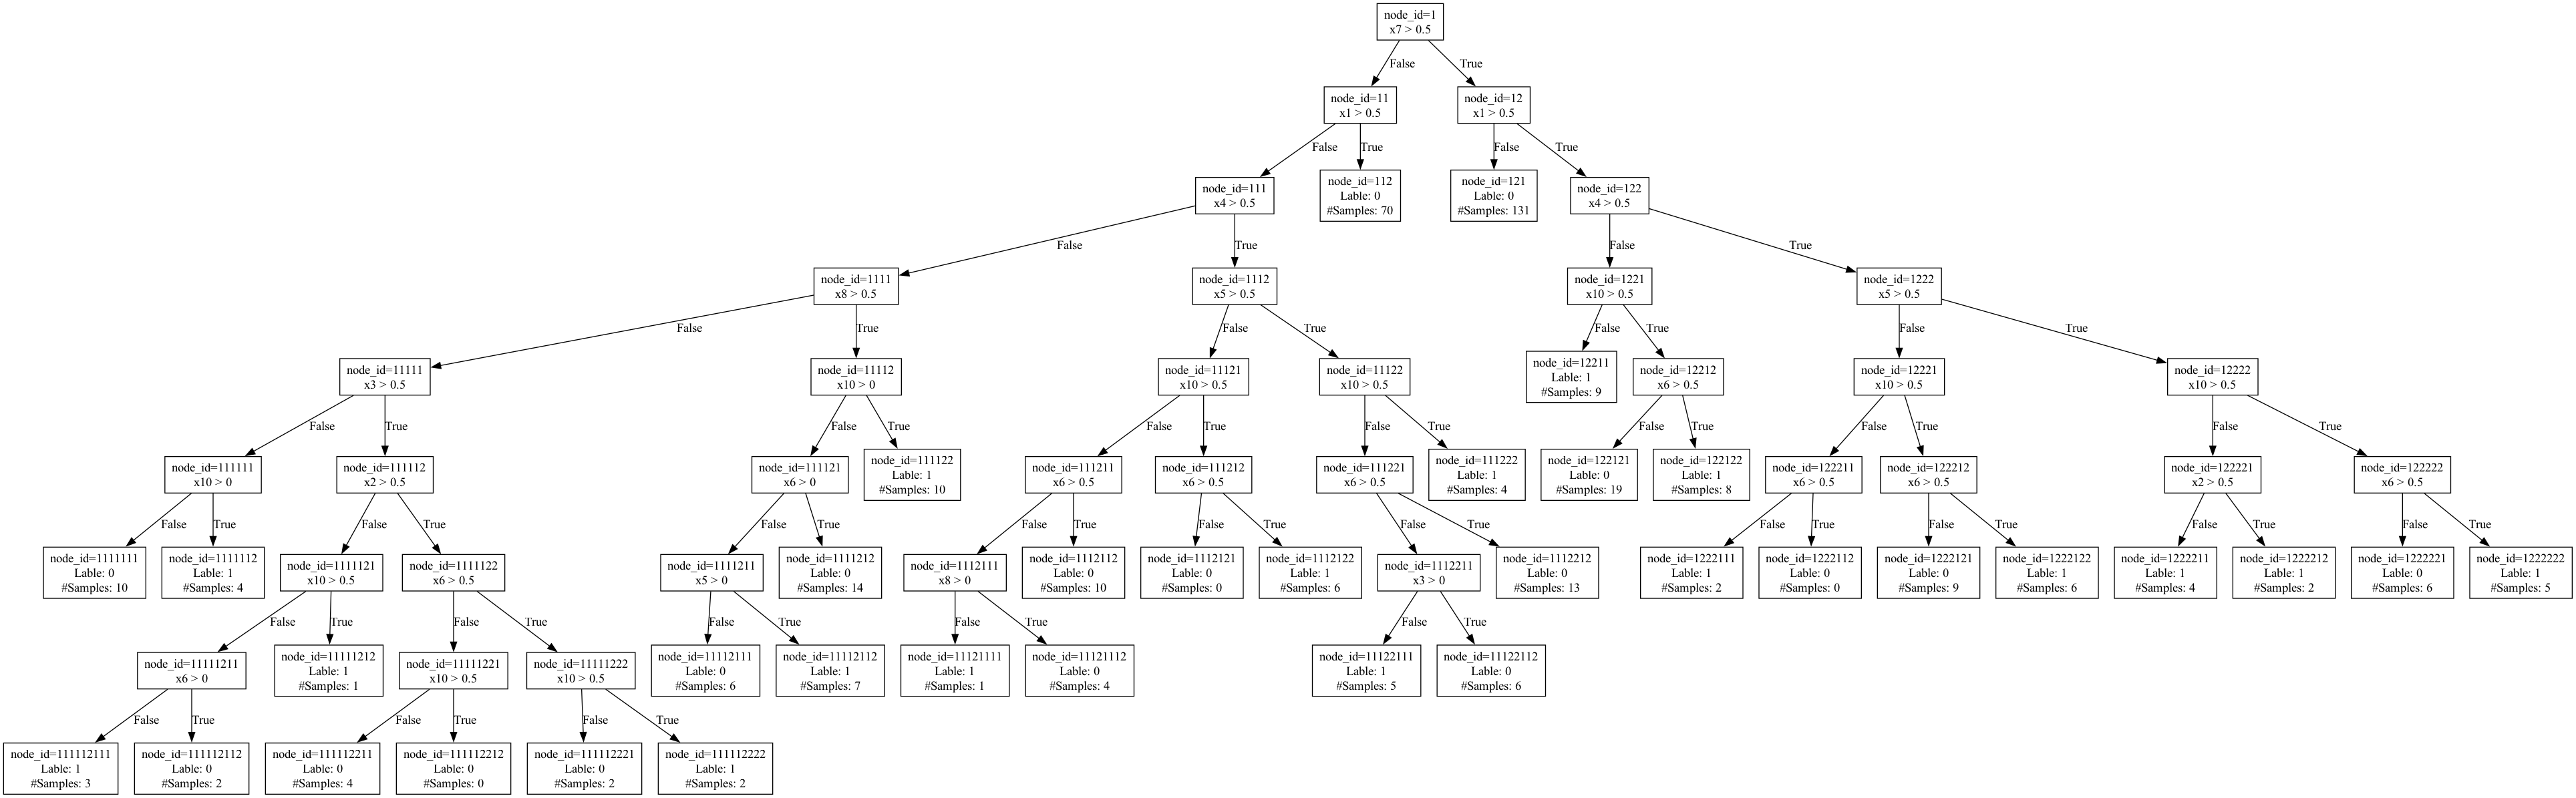 node_id=1
x7 > 0.5
False
True
node_id=11
x1 > 0.5
node_id=12
x1 > 0.5
False
True
False
True
node_id=111
x4 > 0.5
node_id=112
Lable: 0
#Samples: 70
node_id=121
Lable: 0
#Samples: 131
node_id=122
x4 > 0.5
False
True
False
True
node_id=1111
x8 > 0.5
node_id=1112
x5 > 0.5
node_id=1221
x10 > 0.5
node_id=1222
x5 > 0.5
False
True
False
True
False
True
False
True
node_id=11111
x3 > 0.5
node_id=11112
x10 > 0
node_id=11121
x10 > 0.5
node_id=11122
x10 > 0.5
node_id=12211
Lable: 1
#Samples: 9
node_id=12212
x6 > 0.5
node_id=12221
x10 > 0.5
node_id=12222
x10 > 0.5
False
True
False
True
False
True
False
True
False
True
False
True
False
True
node_id=111111
x10 > 0
node_id=111112
x2 > 0.5
node_id=111121
x6 > 0
node_id=111122
Lable: 1
#Samples: 10
node_id=111211
x6 > 0.5
node_id=111212
x6 > 0.5
node_id=111221
x6 > 0.5
node_id=111222
Lable: 1
#Samples: 4
node_id=122121
Lable: 0
#Samples: 19
node_id=122122
Lable: 1
#Samples: 8
node_id=122211
x6 > 0.5
node_id=122212
x6 > 0.5
node_id=122221
x2 > 0.5
node_id=122222
x6 > 0.5
False
True
False
True
False
True
False
True
False
True
False
True
False
True
False
True
False
True
False
True
node_id=1111111
Lable: 0
#Samples: 10
node_id=1111112
Lable: 1
#Samples: 4
node_id=1111121
x10 > 0.5
node_id=1111122
x6 > 0.5
node_id=1111211
x5 > 0
node_id=1111212
Lable: 0
#Samples: 14
node_id=1112111
x8 > 0
node_id=1112112
Lable: 0
#Samples: 10
node_id=1112121
Lable: 0
#Samples: 0
node_id=1112122
Lable: 1
#Samples: 6
node_id=1112211
x3 > 0
node_id=1112212
Lable: 0
#Samples: 13
node_id=1222111
Lable: 1
#Samples: 2
node_id=1222112
Lable: 0
#Samples: 0
node_id=1222121
Lable: 0
#Samples: 9
node_id=1222122
Lable: 1
#Samples: 6
node_id=1222211
Lable: 1
#Samples: 4
node_id=1222212
Lable: 1
#Samples: 2
node_id=1222221
Lable: 0
#Samples: 6
node_id=1222222
Lable: 1
#Samples: 5
False
True
False
True
False
True
False
True
False
True
node_id=11111211
x6 > 0
node_id=11111212
Lable: 1
#Samples: 1
node_id=11111221
x10 > 0.5
node_id=11111222
x10 > 0.5
node_id=11112111
Lable: 0
#Samples: 6
node_id=11112112
Lable: 1
#Samples: 7
node_id=11121111
Lable: 1
#Samples: 1
node_id=11121112
Lable: 0
#Samples: 4
node_id=11122111
Lable: 1
#Samples: 5
node_id=11122112
Lable: 0
#Samples: 6
False
True
False
True
False
True
node_id=111112111
Lable: 1
#Samples: 3
node_id=111112112
Lable: 0
#Samples: 2
node_id=111112211
Lable: 0
#Samples: 4
node_id=111112212
Lable: 0
#Samples: 0
node_id=111112221
Lable: 0
#Samples: 2
node_id=111112222
Lable: 1
#Samples: 2